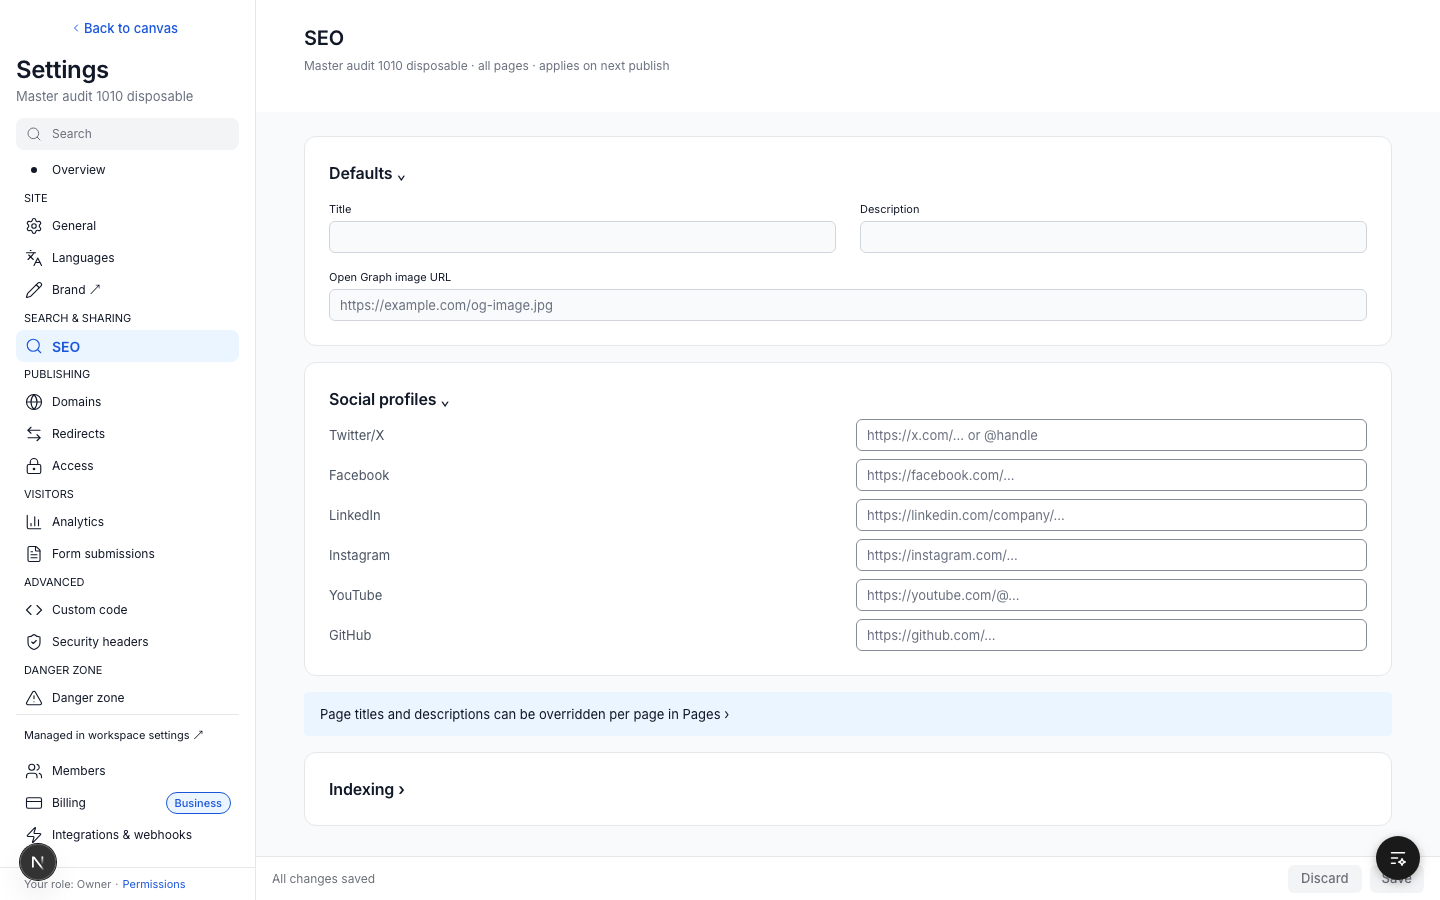 Back to canvas
Settings
Master audit 1010 disposable
Search
Overview
SITE
General
Languages
Brand ↗
SEARCH & SHARING
SEO
PUBLISHING
Domains
Redirects
Access
VISITORS
Analytics
Form submissions
ADVANCED
Custom code
Security headers
DANGER ZONE
Danger zone
Managed in workspace settings ↗
Members
Billing Business
Integrations & webhooks
N
Your role: Owner · Permissions
SEO
Master audit 1010 disposable · all pages · applies on next publish
Defaults
Title Description
Open Graph image URL
https://example.com/og-image.jpg
Social profiles
Twitter/X https://x.com/... or @handle
Facebook https://facebook.com/...
LinkedIn https://linkedin.com/company/...
Instagram https://instagram.com/...
YouTube https://youtube.com/@...
GitHub https://github.com/...
Page titles and descriptions can be overridden per page in Pages ›
Indexing ›
All changes saved Discard Save